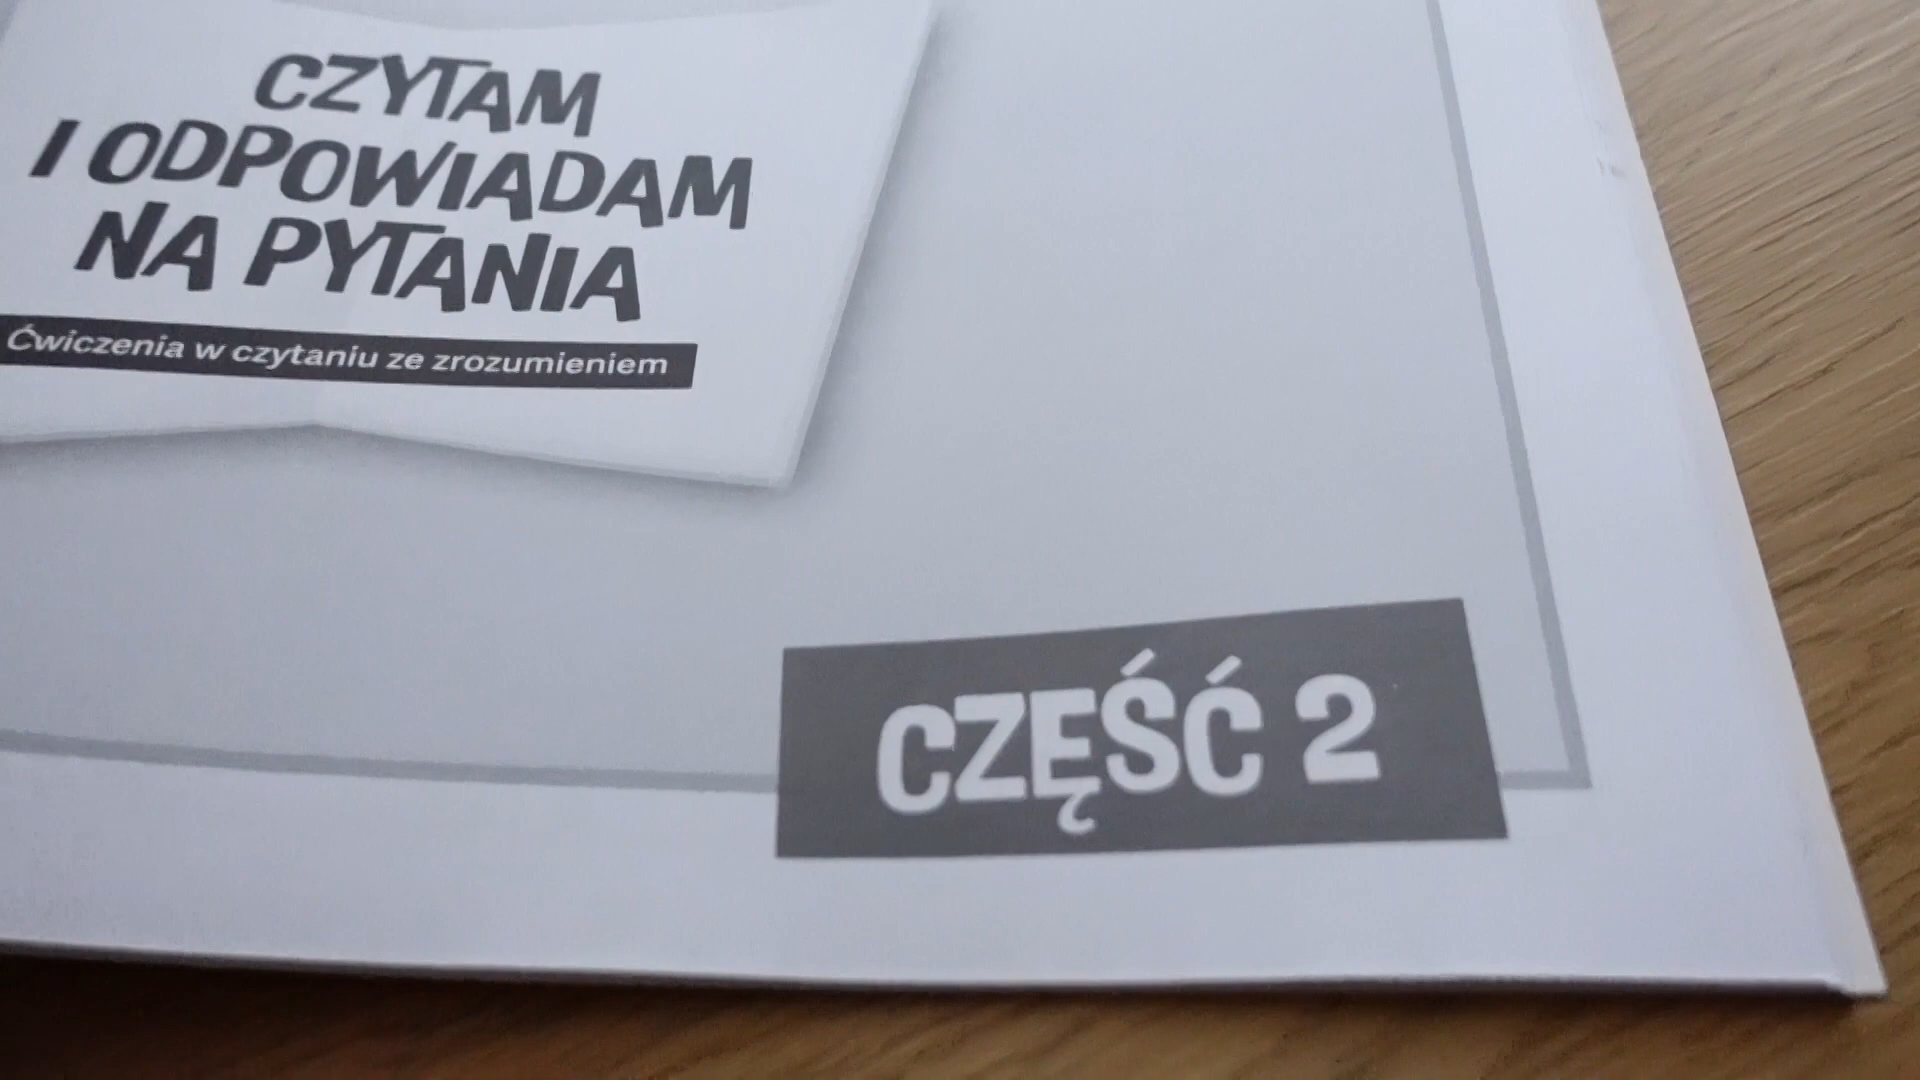 CZYTAM
I ODPOWIADAM
NA PYTANIA
Ćwiczenia w czytaniu ze zrozumieniem
CZĘŚĆ 2